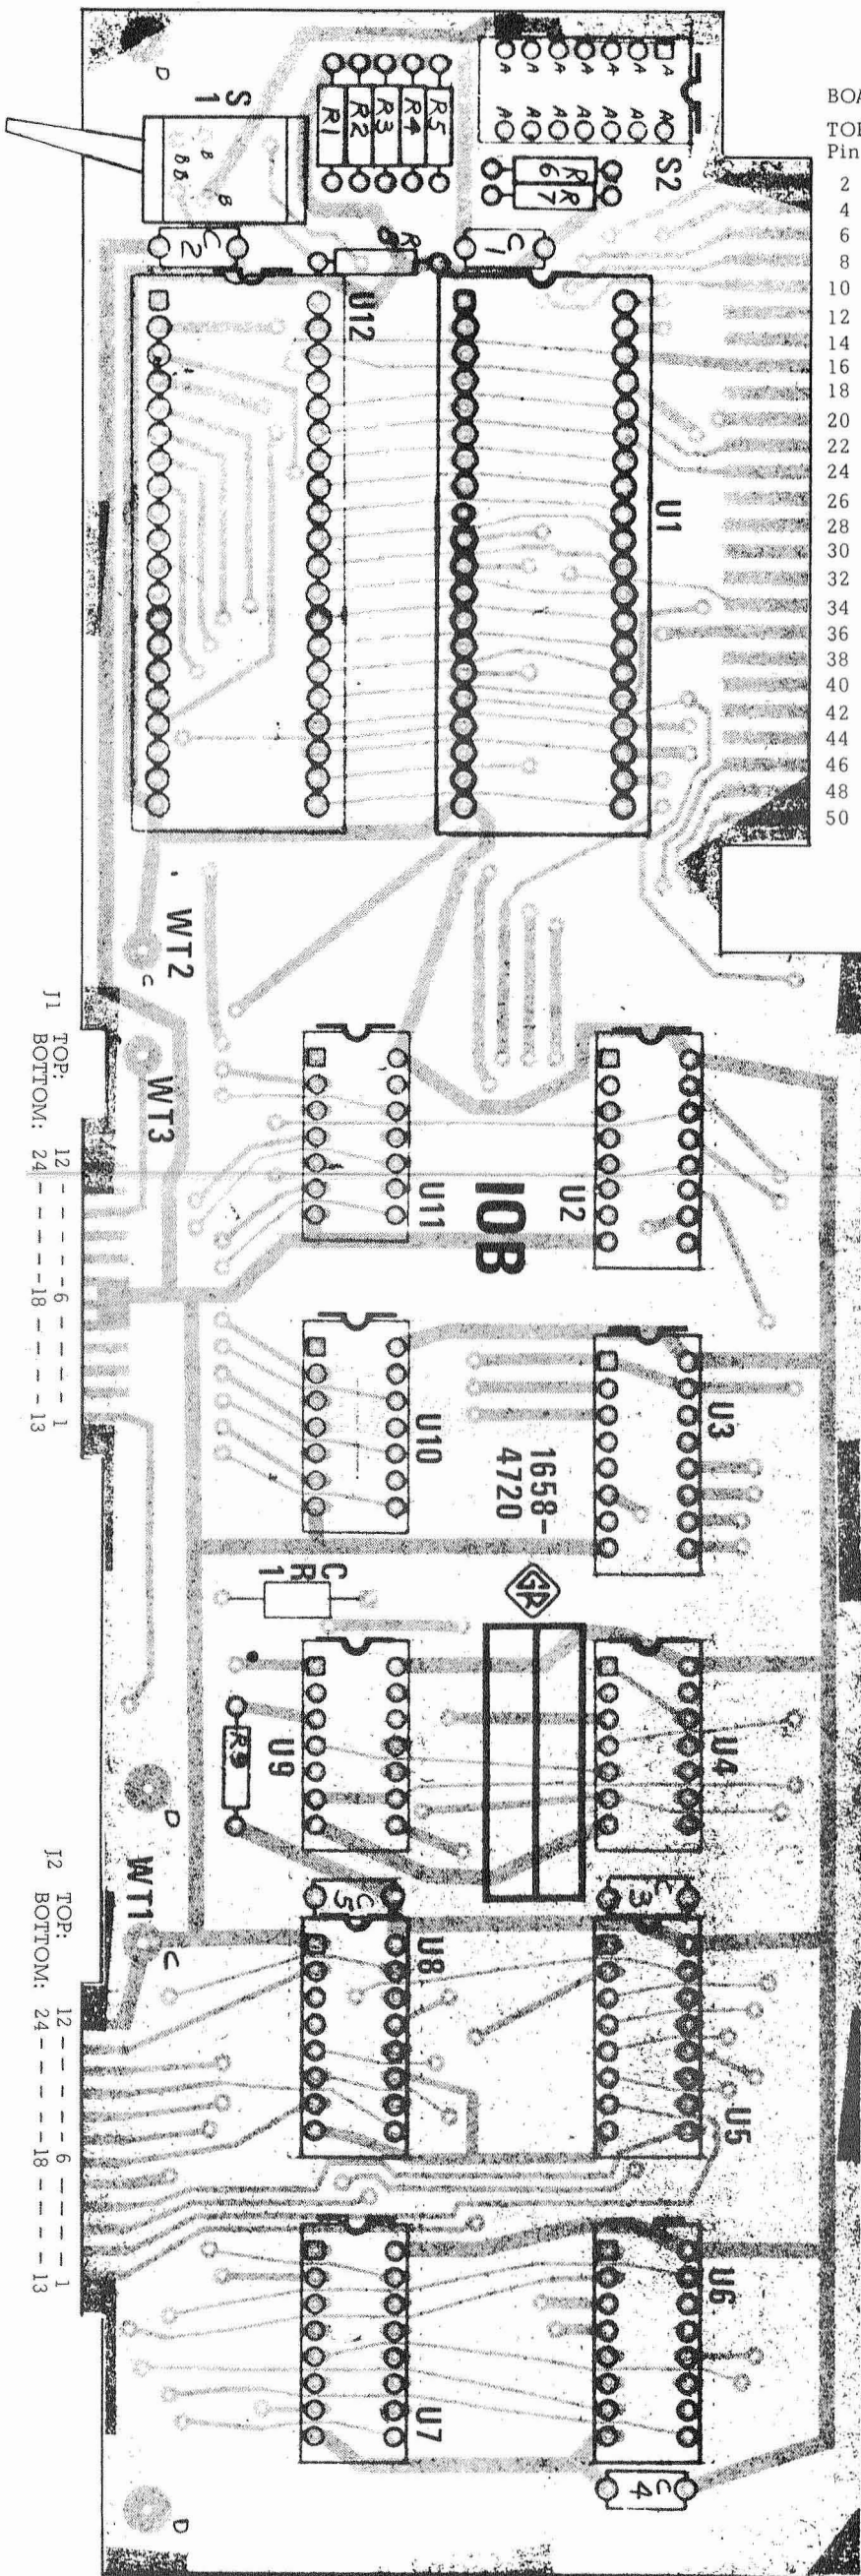 BOA
TOP
Pin
2
4
6
8
10
12
14
16
18
20
22
24
26
28
30
32
34
36
38
40
42
44
46
48
50
D
S1
B
B
B
B
R1
R2
R3
R4
R5
A A A A A A A
A A A A A A A
S2
R6
R7
C2
R8
C1
U12
U1
WT2
C
WT3
J1 TOP: 12 - - - - - 6 - - - - 1
BOTTOM: 24 - - - - - 18 - - - - 13
U11
IOB
U2
U10
1658-
4720
U3
CR1
GR
R9
U9
U4
D
WT1
C
C5
C3
J2 TOP: 12 - - - - - 6 - - - - 1
BOTTOM: 24 - - - - - 18 - - - - 13
U8
U5
U7
U6
C4
D